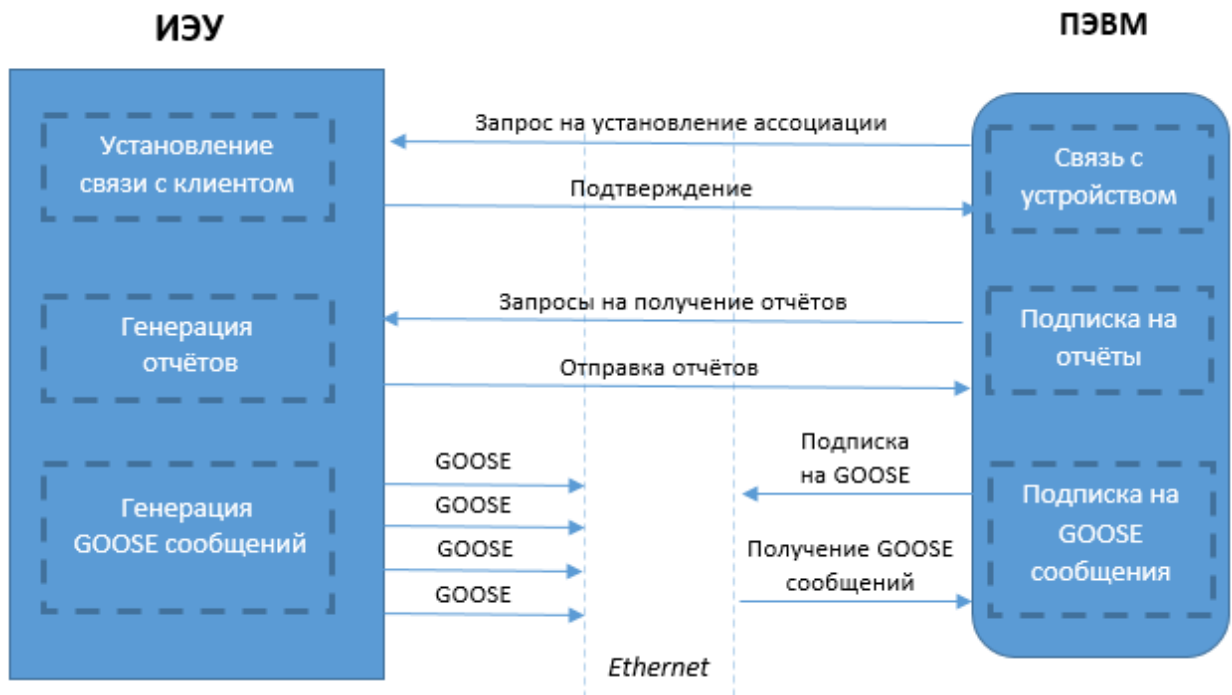 ИЭУ
ПЭВМ
Установление
связи с клиентом
Запрос на установление ассоциации
Подтверждение
Связь с
устройством
Генерация
отчётов
Запросы на получение отчётов
Отправка отчётов
Подписка на
отчёты
Генерация
GOOSE сообщений
GOOSE
GOOSE
GOOSE
GOOSE
Подписка
на GOOSE
Получение GOOSE
сообщений
Подписка на
GOOSE
сообщения
Ethernet